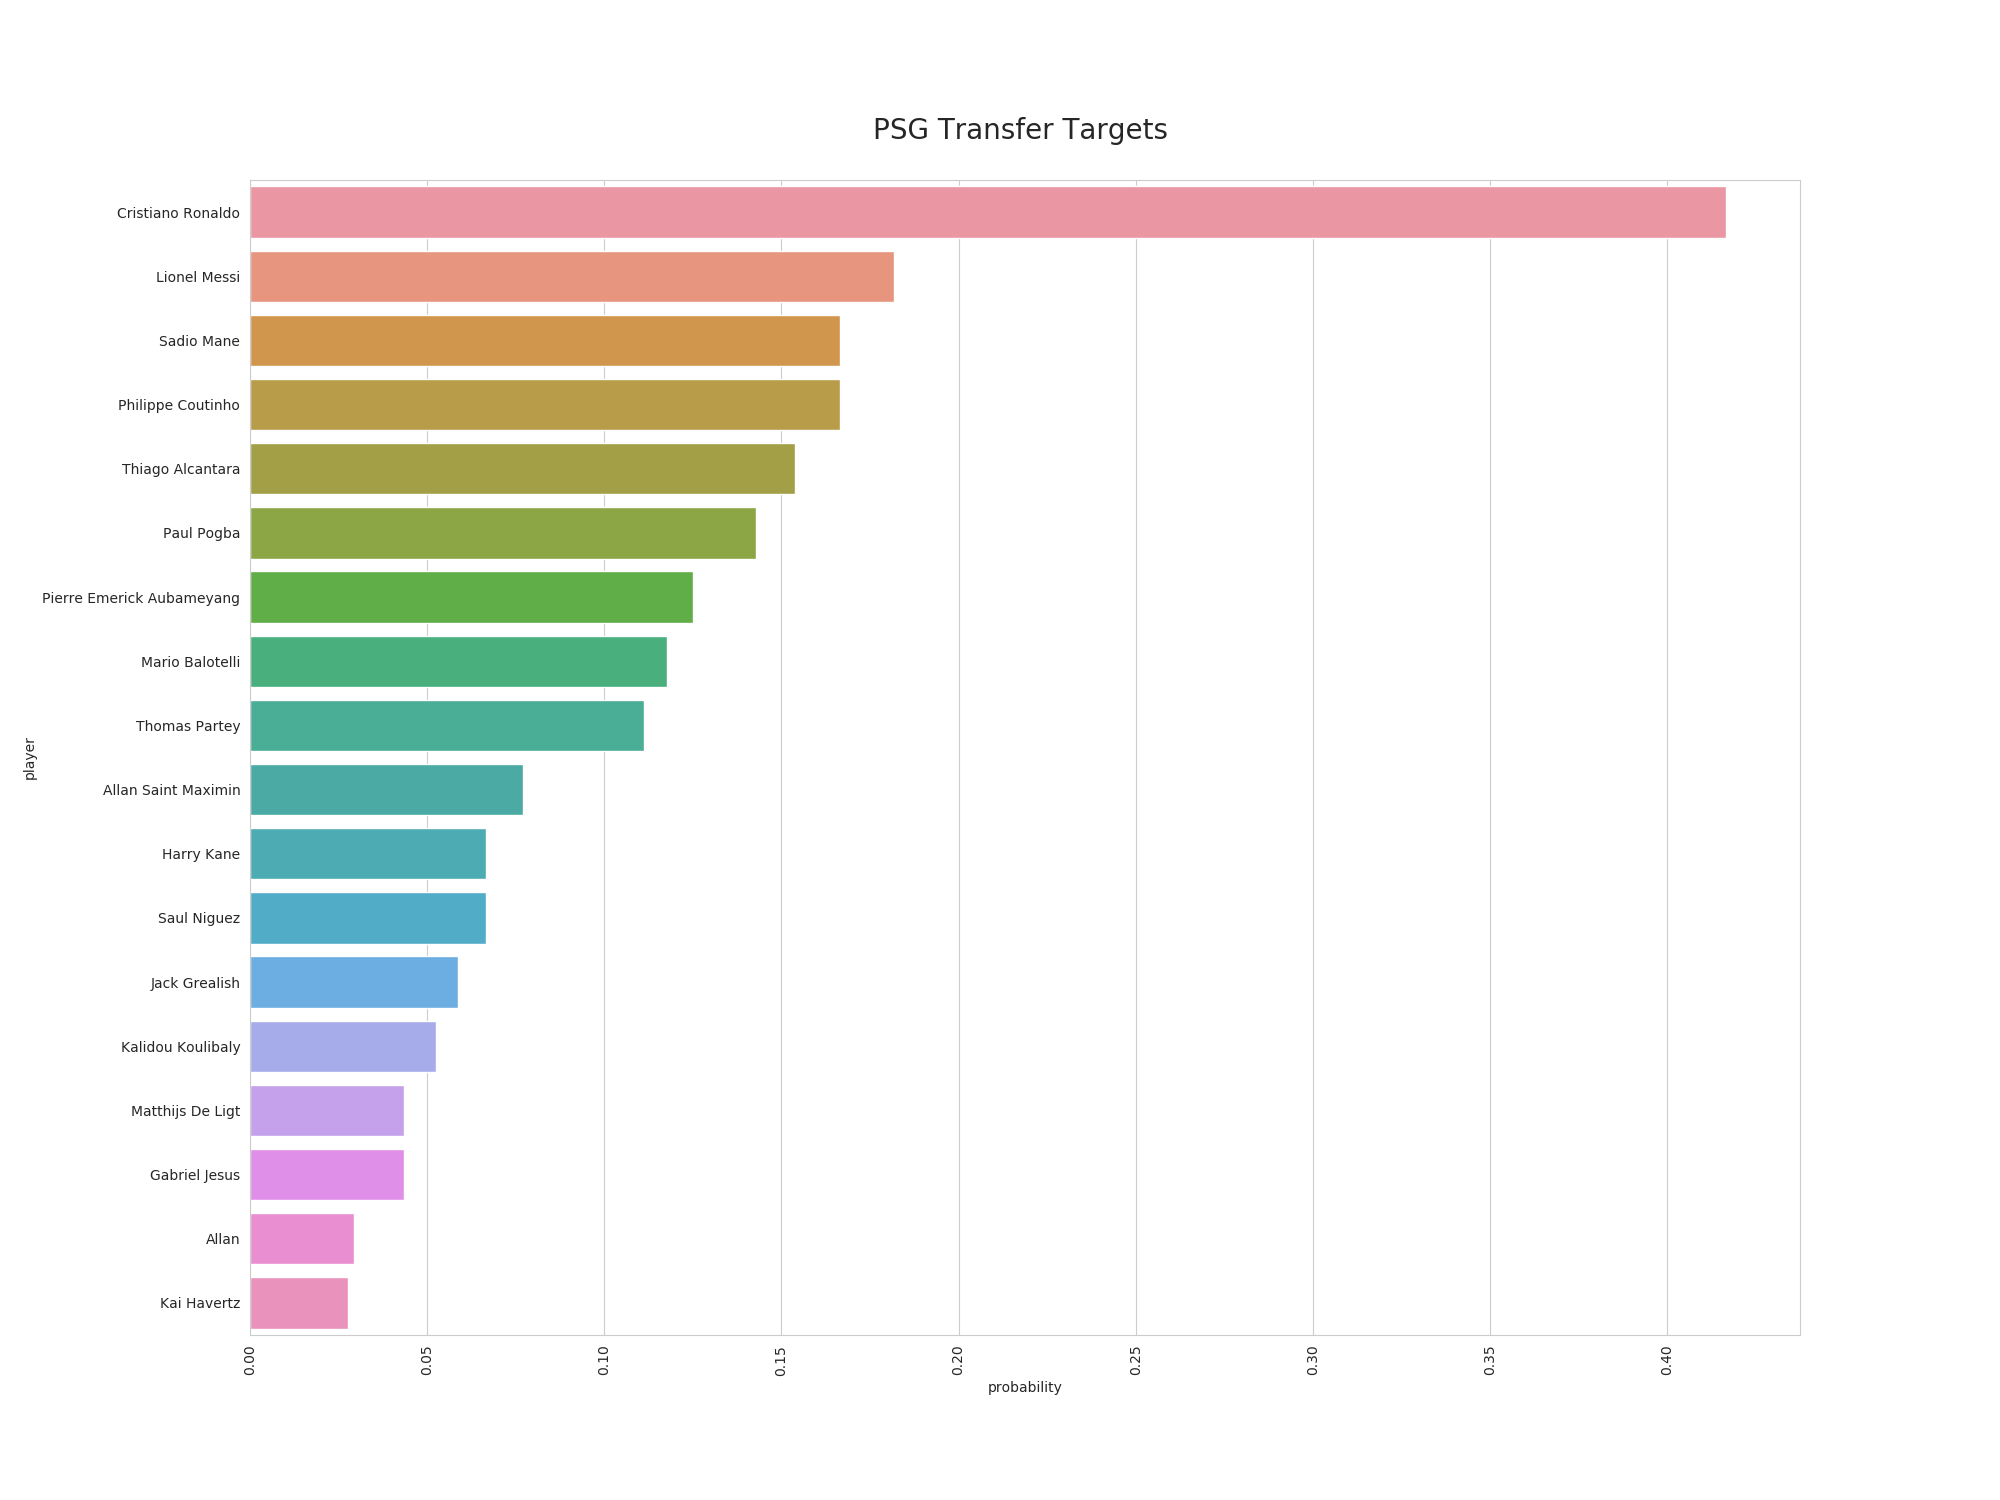 PSG Transfer Targets
Cristiano Ronaldo
Lionel Messi
Sadio Mane
Philippe Coutinho
Thiago Alcantara
Paul Pogba
Pierre Emerick Aubameyang
Mario Balotelli
Thomas Partey
Allan Saint Maximin
Harry Kane
Saul Niguez
Jack Grealish
Kalidou Koulibaly
Matthijs De Ligt
Gabriel Jesus
Allan
Kai Havertz
player
0.00 0.05 0.10 0.15 0.20 0.25 0.30 0.35 0.40
probability